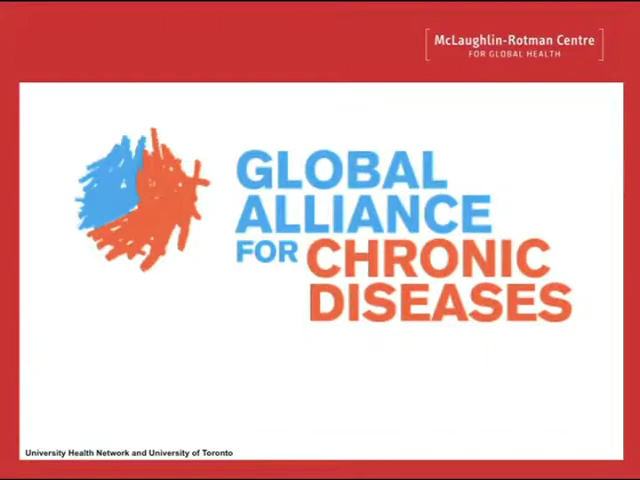 McLaughlin-Rotman Centre
FOR GLOBAL HEALTH
GLOBAL
ALLIANCE
FOR CHRONIC
DISEASES
University Health Network and University of Toronto